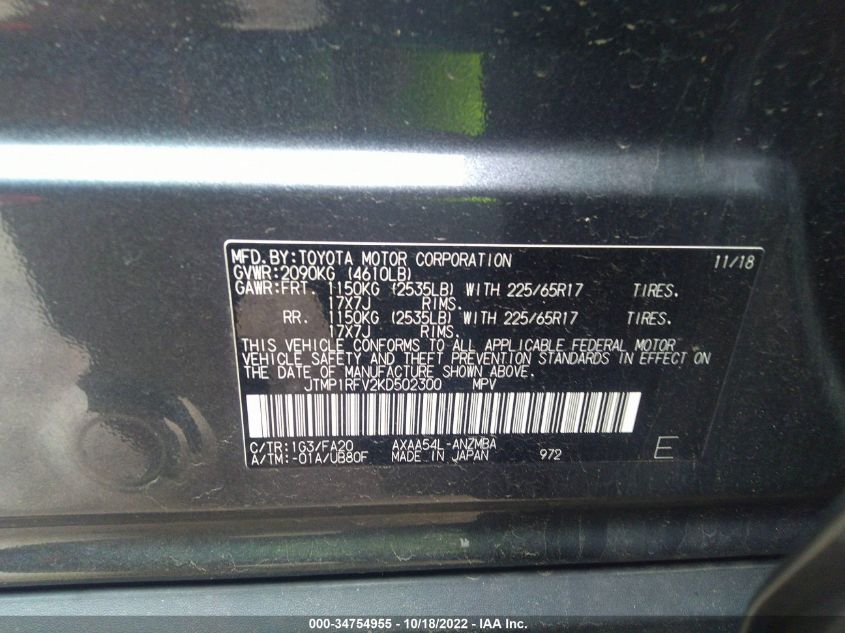 MFD.BY:TOYOTA MOTOR CORPORATION 11/18
GVWR:2090KG (4610LB)
GAWR:FRT. 1150KG (2535LB) WITH 225/65R17 TIRES.
17X7J RIMS.
RR. 1150KG (2535LB) WITH 225/65R17 TIRES.
17X7J RIMS.
THIS VEHICLE CONFORMS TO ALL APPLICABLE FEDERAL MOTOR
VEHICLE SAFETY AND THEFT PREVENTION STANDARDS IN EFFECT ON
THE DATE OF MANUFACTURE SHOWN ABOVE.
JTMP1RFV2KD502300 MPV
C/TR:1G3/FA20 AXAA54L-ANZMBA
A/TM:-01A/UB80F MADE IN JAPAN 972 E
000-34754955 - 10/18/2022 - IAA Inc.